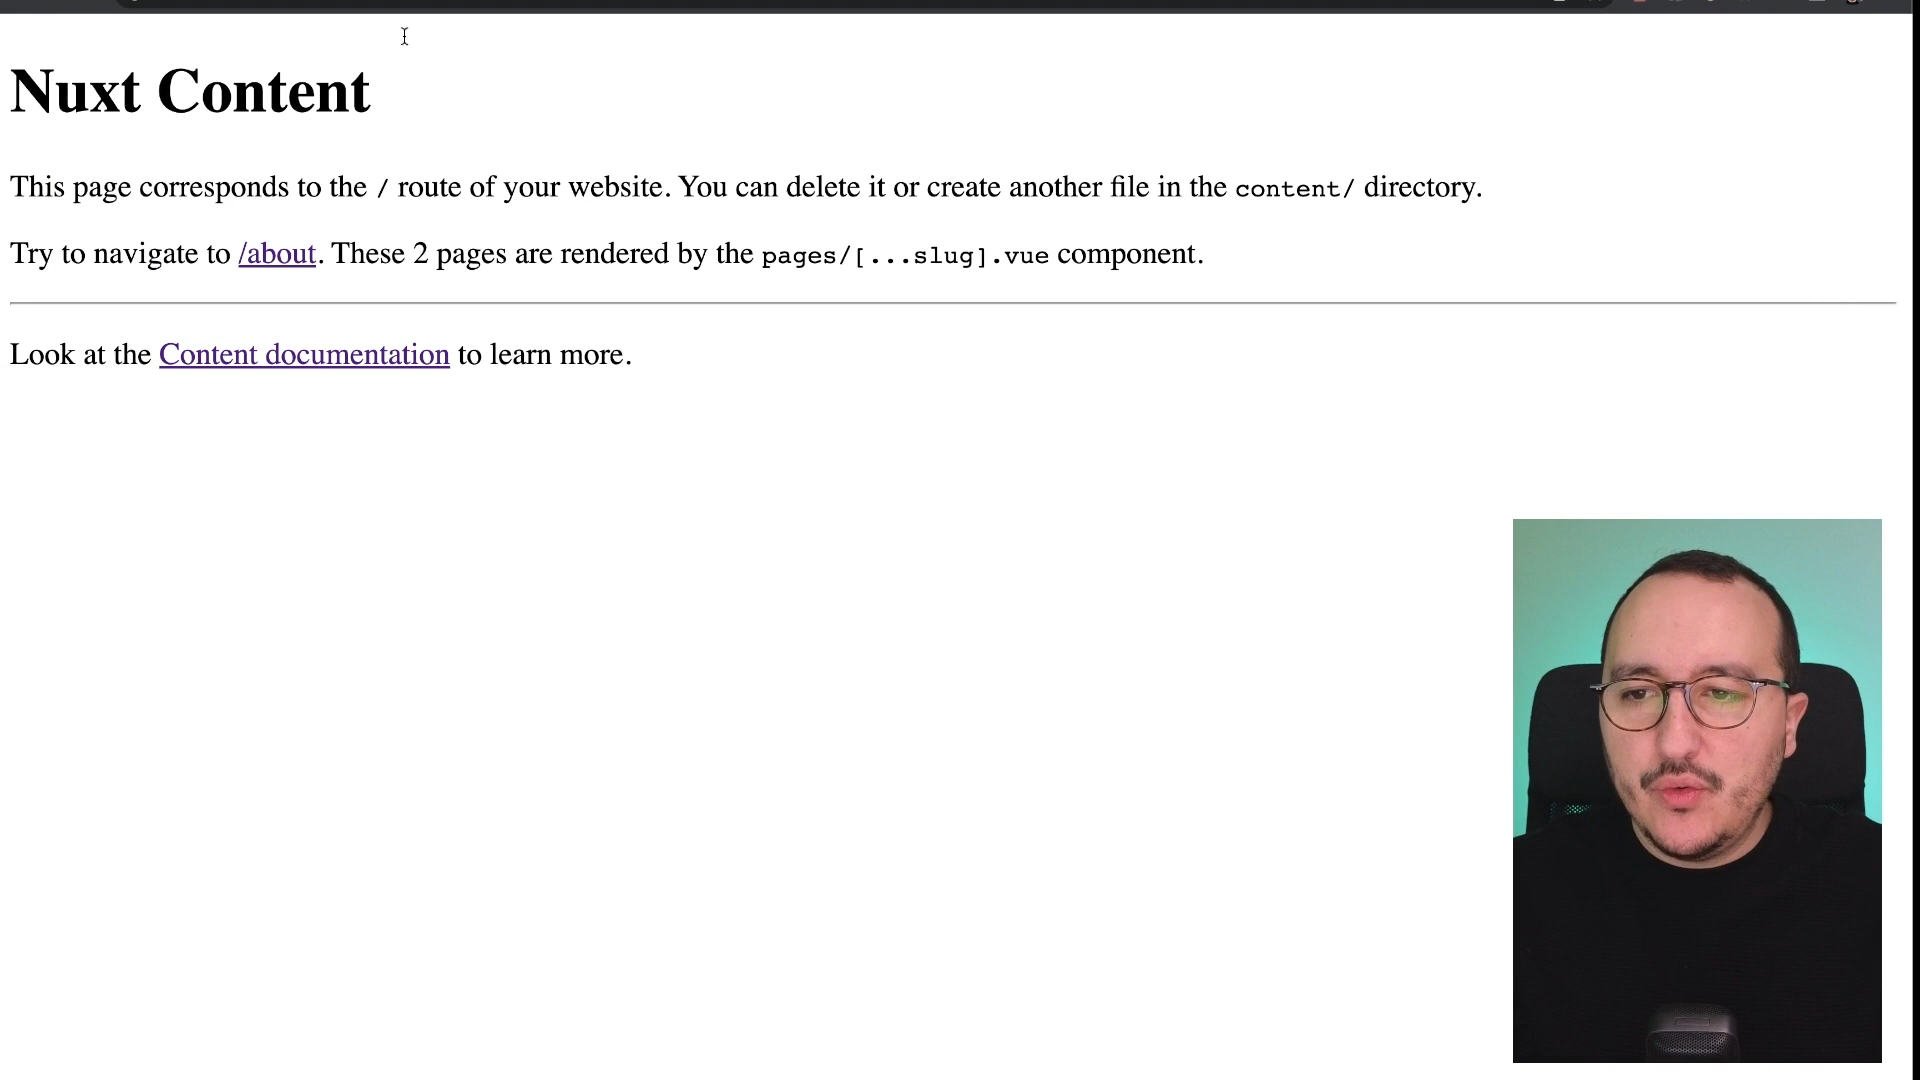 Nuxt Content
This page corresponds to the / route of your website. You can delete it or create another file in the content/ directory.
Try to navigate to /about. These 2 pages are rendered by the pages/[...slug].vue component.
Look at the Content documentation to learn more.